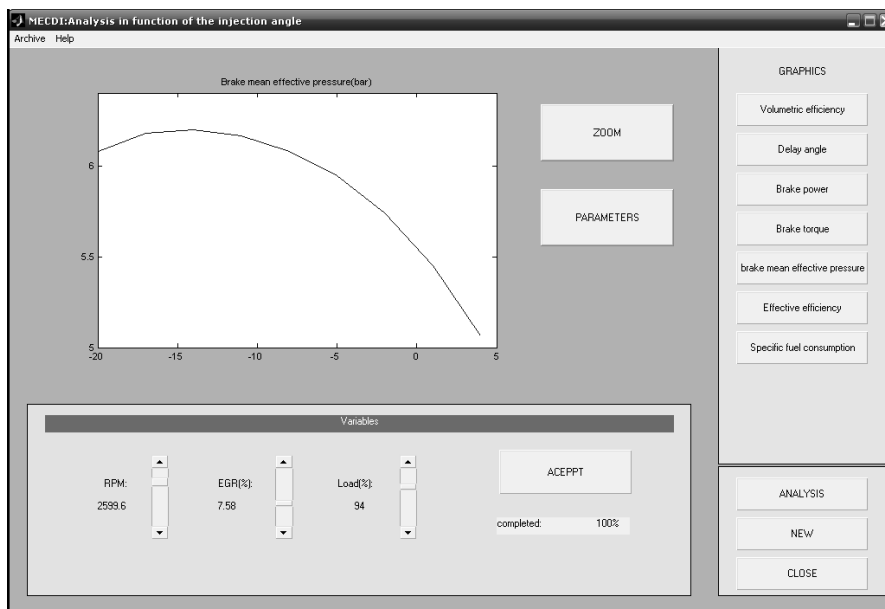 MECDI:Analysis in function of the injection angle
Archive Help
Brake mean effective pressure(bar)
6
5.5
5
-20 -15 -10 -5 0 5
ZOOM
PARAMETERS
GRAPHICS
Volumetric efficiency
Delay angle
Brake power
Brake torque
brake mean effective pressure
Effective efficiency
Specific fuel consumption
Variables
RPM: EGR(%): Load(%):
2599.6 7.58 94
ACEPPT
completed: 100%
ANALYSIS
NEW
CLOSE